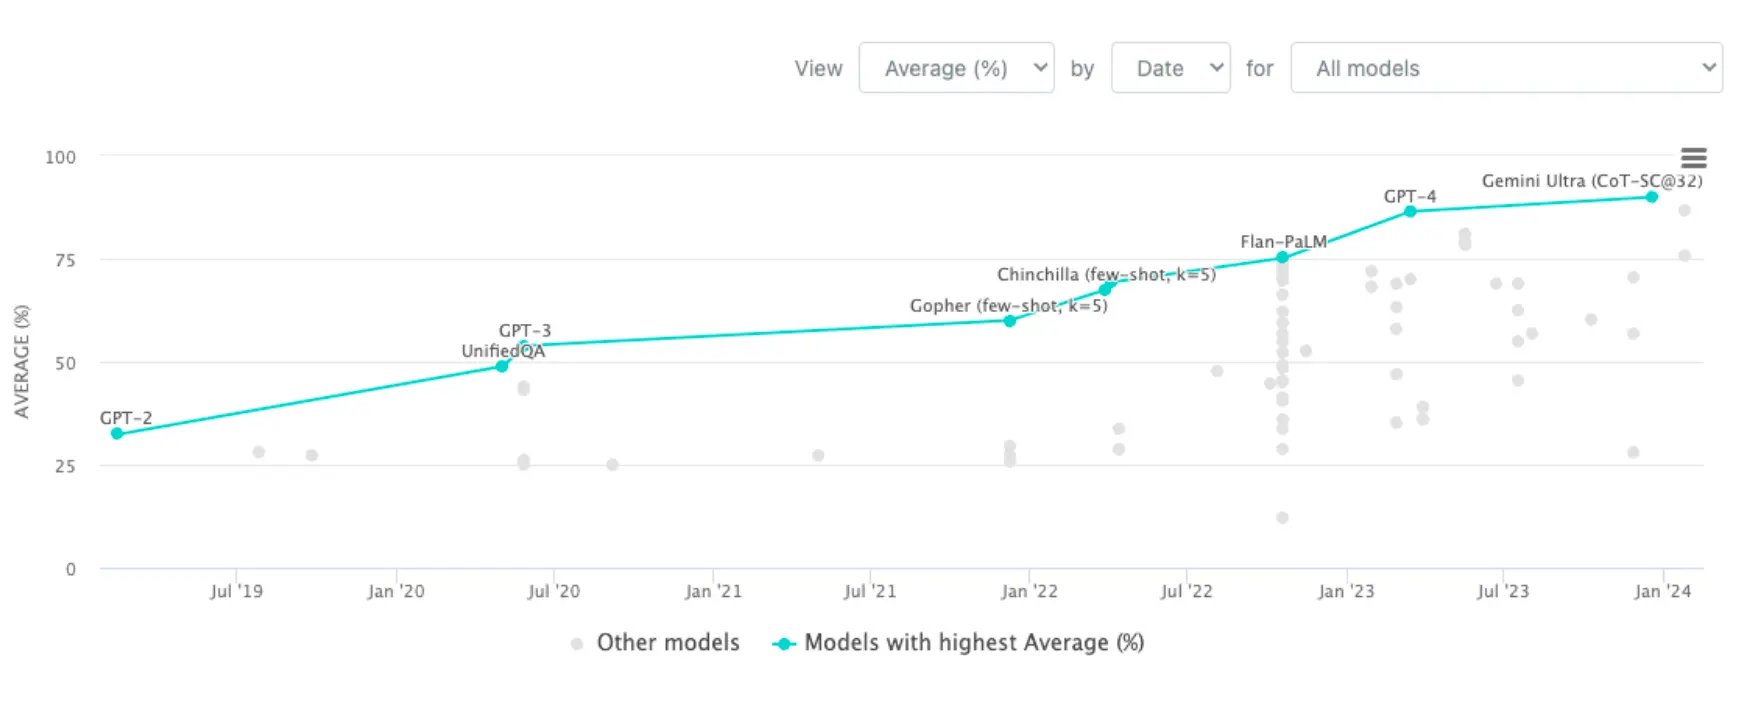 View Average (%) by Date for All models
100
75
50
25
0
AVERAGE (%)
GPT-2
UnifiedQA
GPT-3
Gopher (few-shot, k=5)
Chinchilla (few-shot, k=5)
Flan-PaLM
GPT-4
Gemini Ultra (CoT-SC@32)
Jul '19 Jan '20 Jul '20 Jan '21 Jul '21 Jan '22 Jul '22 Jan '23 Jul '23 Jan '24
Other models Models with highest Average (%)